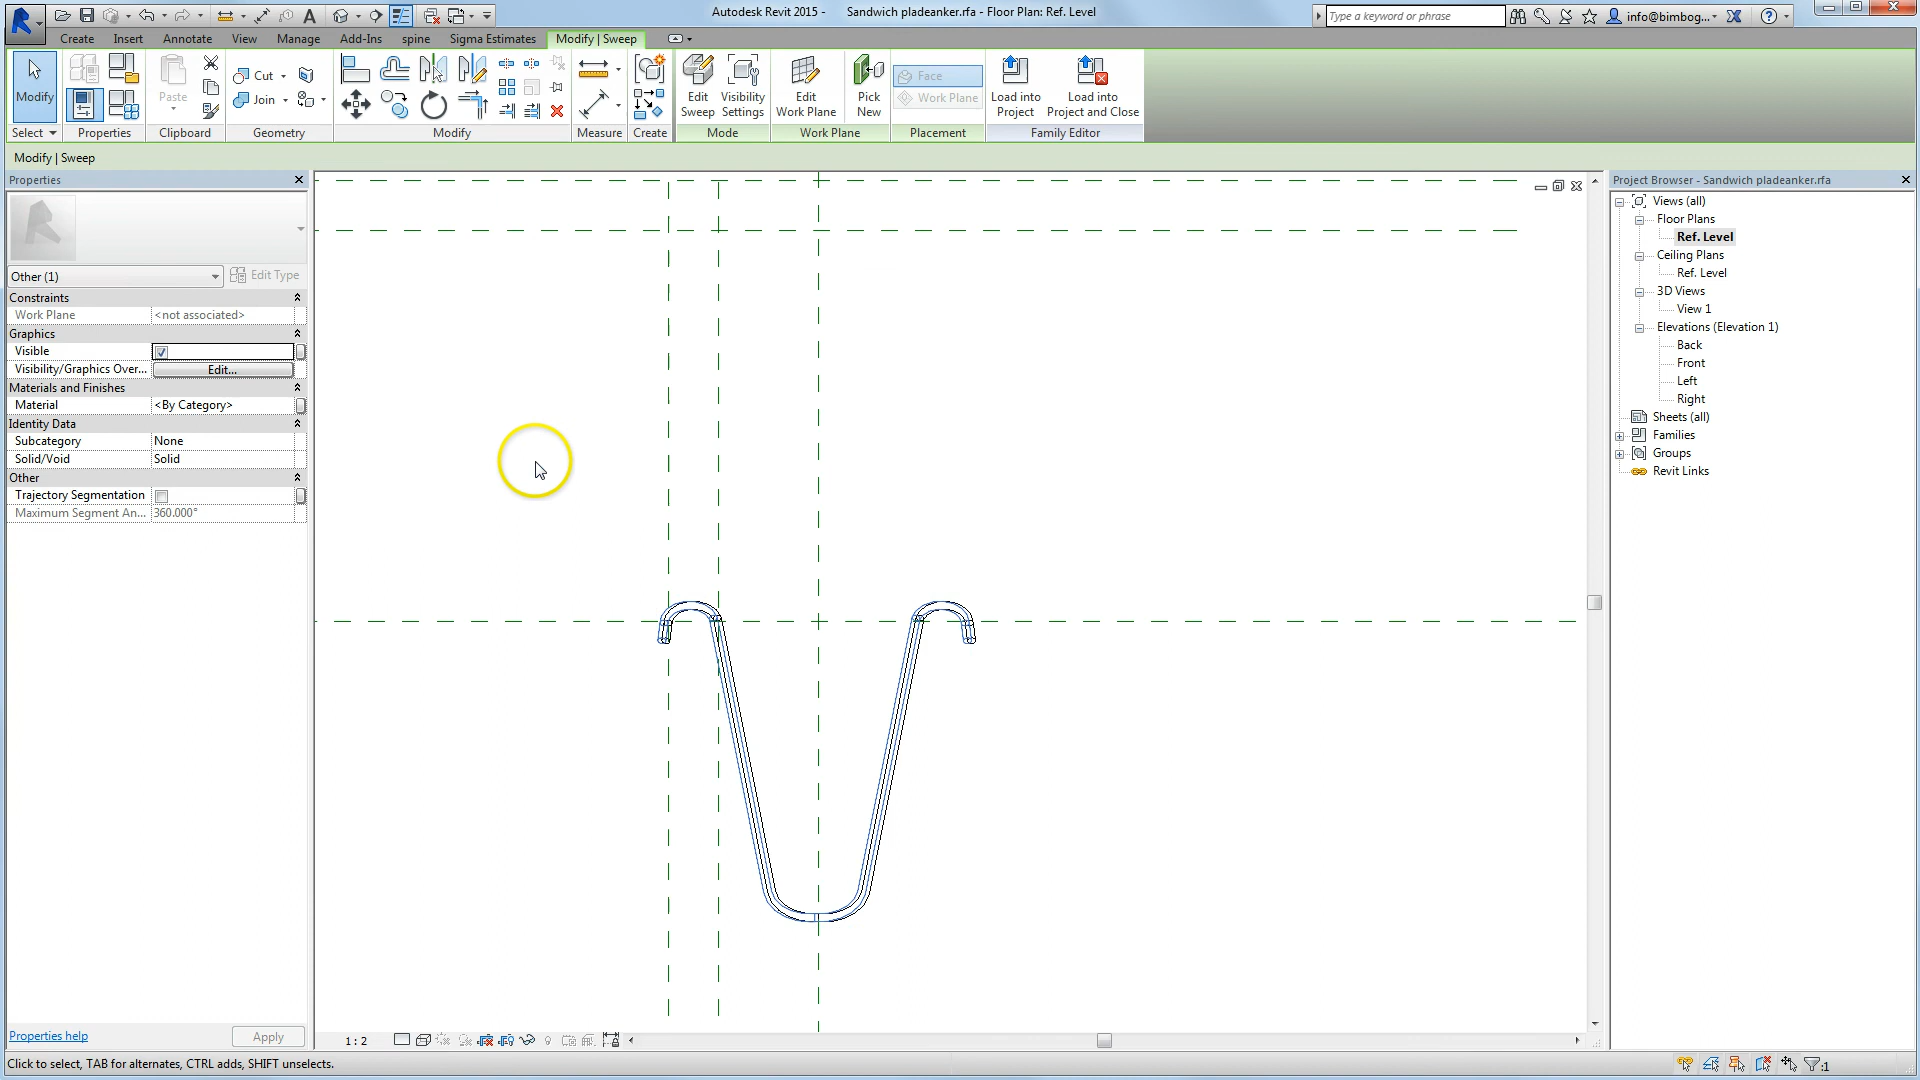 Autodesk Revit 2015 - Sandwich pladeanker.rfa - Floor Plan: Ref. Level
Type a keyword or phrase
info@bimbog...
Create Insert Annotate View Manage Add-Ins spine Sigma Estimates Modify | Sweep
Modify
Paste
Cut
Join
Edit Sweep
Visibility Settings
Edit Work Plane
Pick New
Face
Work Plane
Load into Project
Load into Project and Close
Select Properties Clipboard Geometry Modify Measure Create Mode Work Plane Placement Family Editor
Modify | Sweep
Properties
Other (1) Edit Type
Constraints
Work Plane <not associated>
Graphics
Visible
Visibility/Graphics Over... Edit...
Materials and Finishes
Material <By Category>
Identity Data
Subcategory None
Solid/Void Solid
Other
Trajectory Segmentation
Maximum Segment An... 360.000°
Properties help Apply
1 : 2
Project Browser - Sandwich pladeanker.rfa
Views (all)
Floor Plans
Ref. Level
Ceiling Plans
Ref. Level
3D Views
View 1
Elevations (Elevation 1)
Back
Front
Left
Right
Sheets (all)
Families
Groups
Revit Links
Click to select, TAB for alternates, CTRL adds, SHIFT unselects.
:1